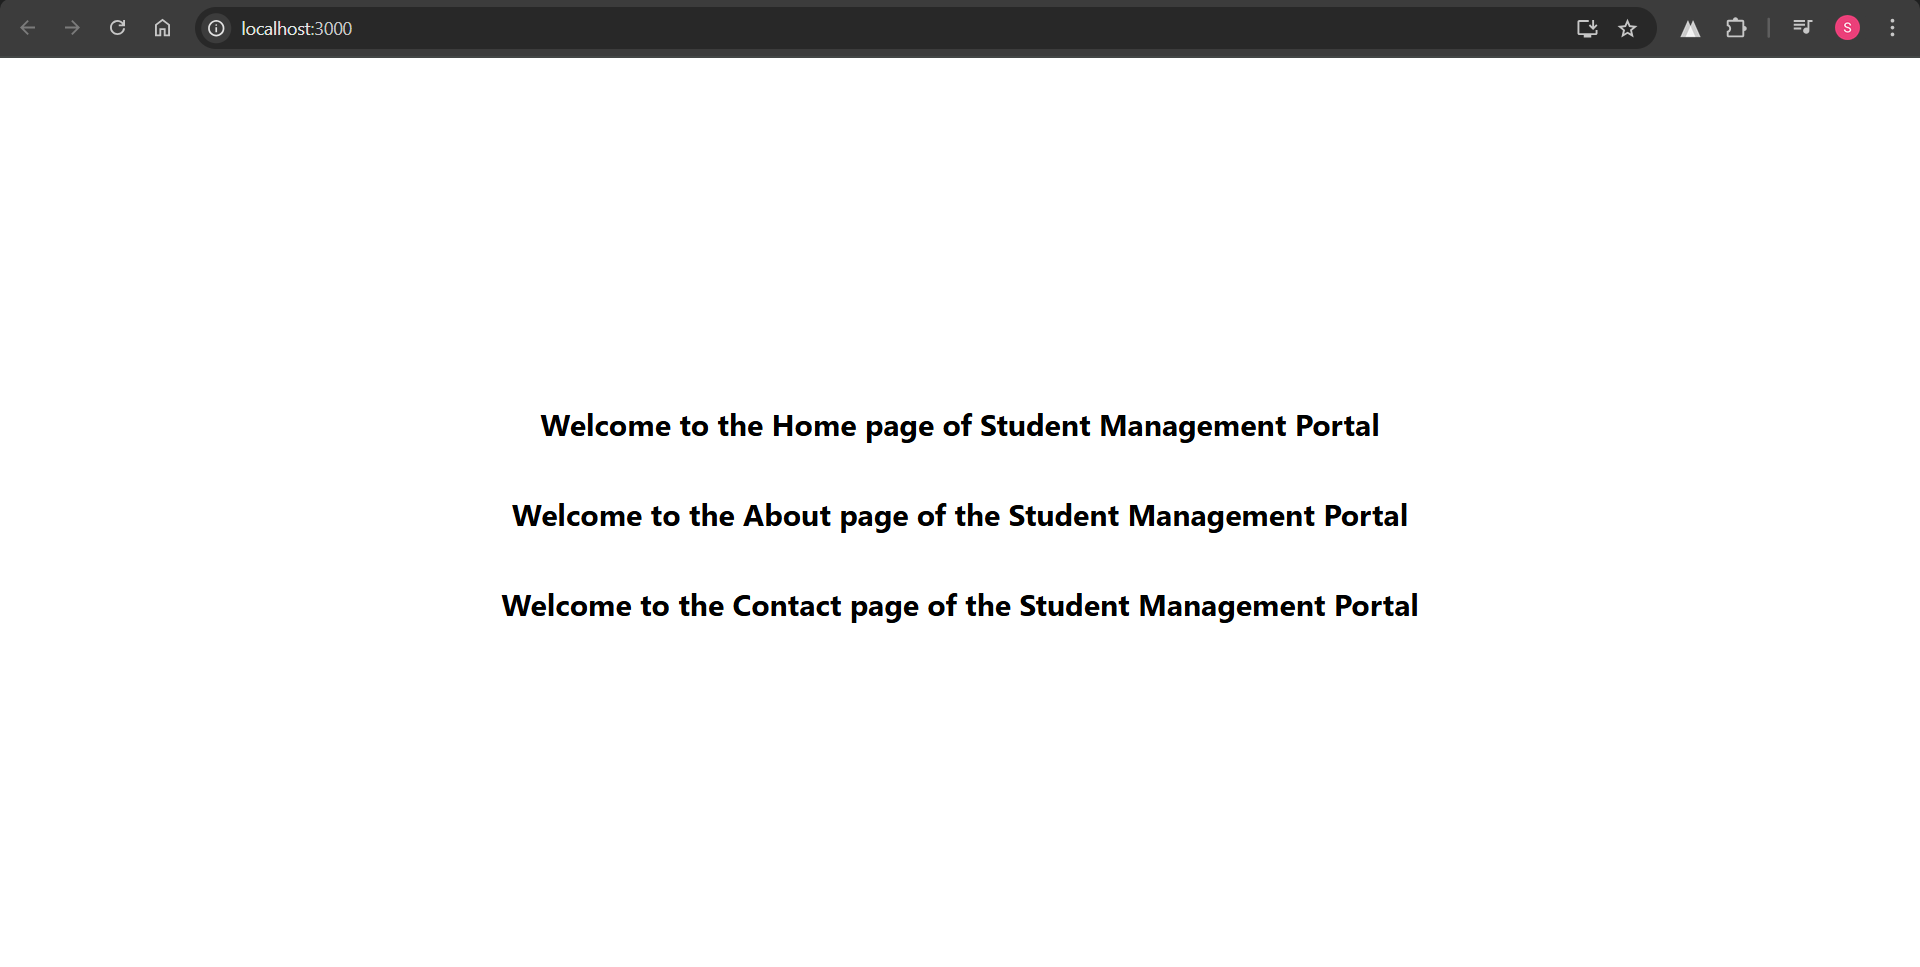 localhost:3000
S
Welcome to the Home page of Student Management Portal
Welcome to the About page of the Student Management Portal
Welcome to the Contact page of the Student Management Portal